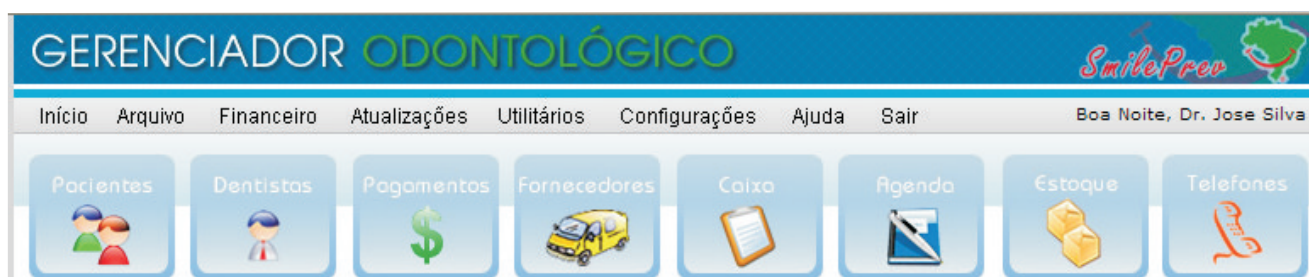 GERENCIADOR ODONTOLÓGICO
SmilePrev
Início Arquivo Financeiro Atualizações Utilitários Configurações Ajuda Sair Boa Noite, Dr. Jose Silva
Pacientes Dentistas Pagamentos Fornecedores Caixa Agenda Estoque Telefones